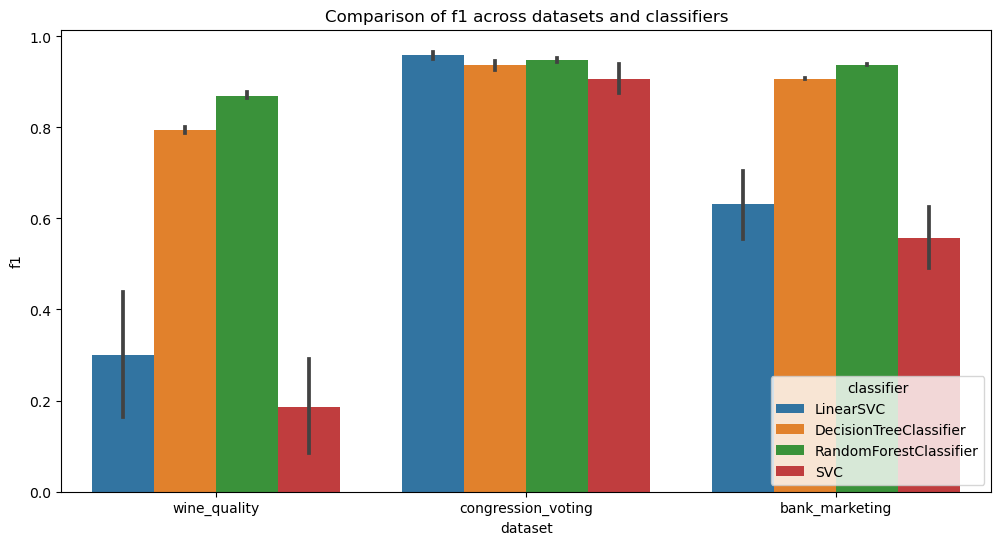 Comparison of f1 across datasets and classifiers
f1
1.0
0.8
0.6
0.4
0.2
0.0
wine_quality
congression_voting
bank_marketing
dataset
classifier
LinearSVC
DecisionTreeClassifier
RandomForestClassifier
SVC